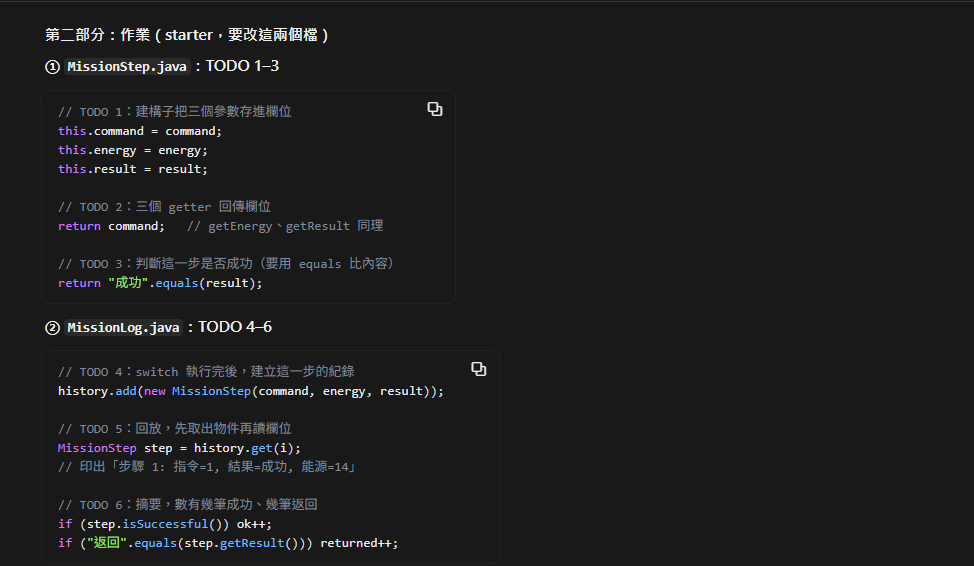 第二部分：作業（starter，要改這兩個檔）
① MissionStep.java：TODO 1–3
// TODO 1：建構子把三個參數存進欄位
this.command = command;
this.energy = energy;
this.result = result;
// TODO 2：三個 getter 回傳欄位
return command;   // getEnergy、getResult 同理
// TODO 3：判斷這一步是否成功（要用 equals 比內容）
return "成功".equals(result);
② MissionLog.java：TODO 4–6
// TODO 4：switch 執行完後，建立這一步的紀錄
history.add(new MissionStep(command, energy, result));
// TODO 5：回放，先取出物件再讀欄位
MissionStep step = history.get(i);
// 印出「步驟 1: 指令=1, 結果=成功, 能源=14」
// TODO 6：摘要，數有幾筆成功、幾筆返回
if (step.isSuccessful()) ok++;
if ("返回".equals(step.getResult())) returned++;